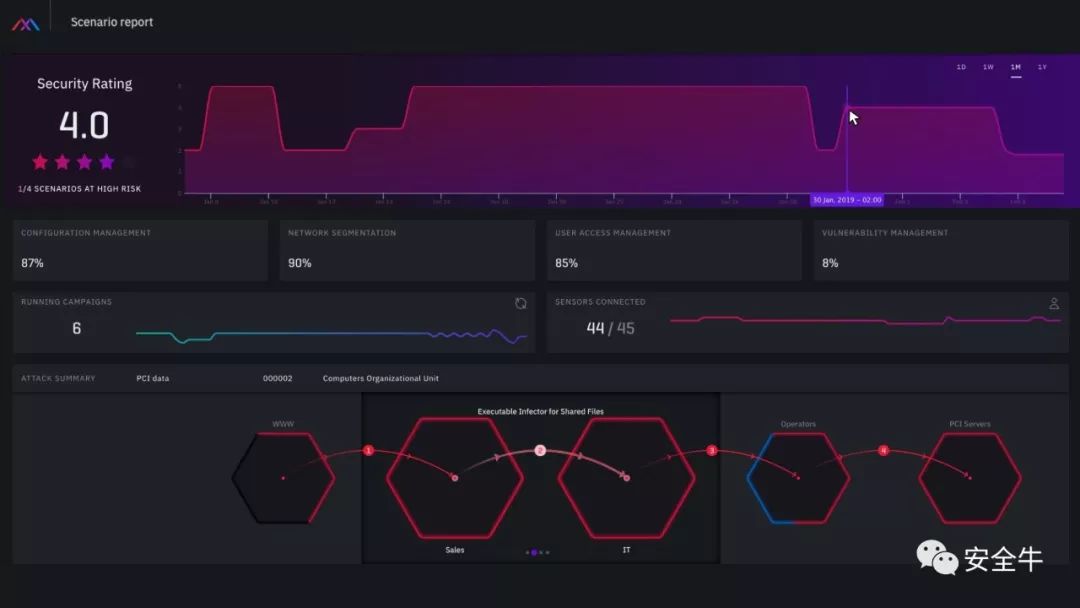 Scenario report
1D 1W 1M 1Y
Security Rating
4.0
1/4 SCENARIOS AT HIGH RISK
30 Jan, 2019 – 02:00
CONFIGURATION MANAGEMENT
87%
NETWORK SEGMENTATION
90%
USER ACCESS MANAGEMENT
85%
VULNERABILITY MANAGEMENT
8%
RUNNING CAMPAIGNS
6
SENSORS CONNECTED
44 / 45
ATTACK SUMMARY PCI data 000002 Computers Organizational Unit
Executable Infector for Shared Files
WWW
Operators
PCI Servers
1 2 3 4
Sales
IT
安全牛